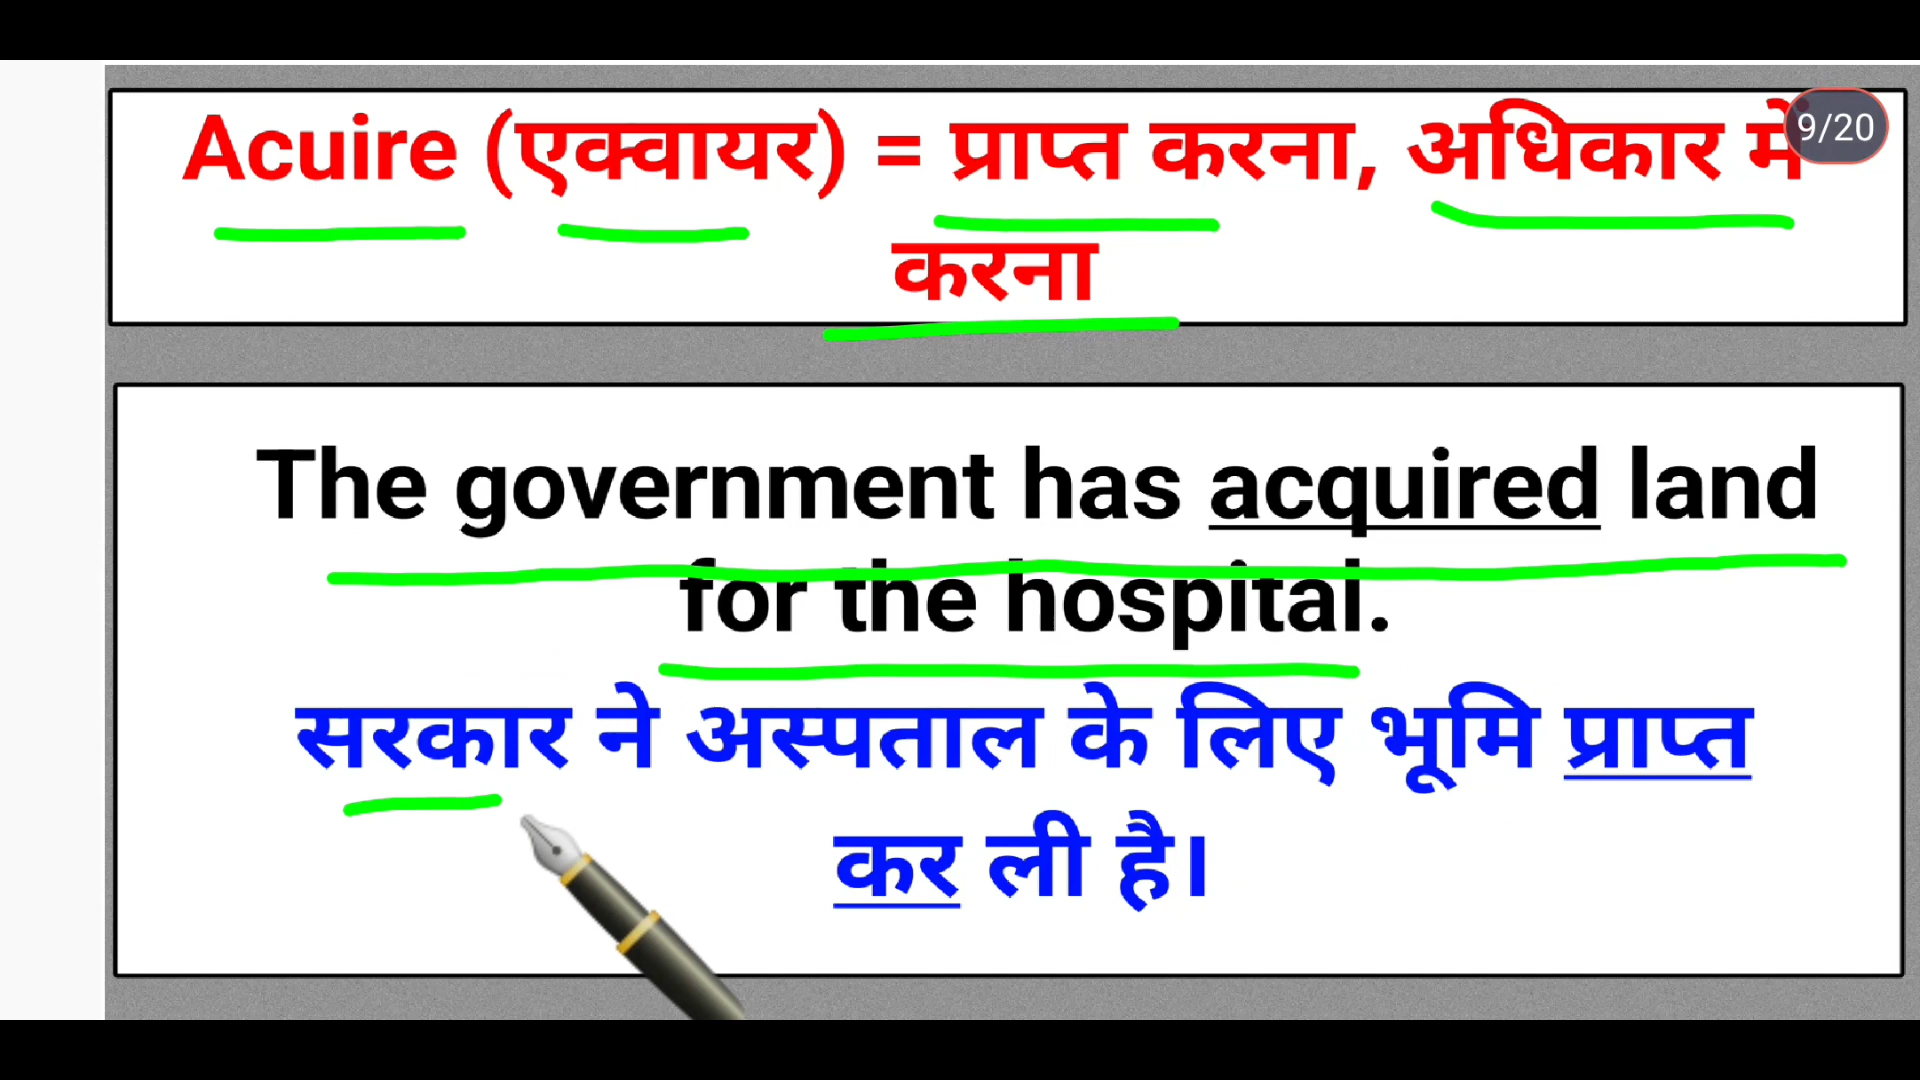 Acuire (एक्वायर) = प्राप्त करना, अधिकार में
9/20
करना
The government has acquired land
for the hospital.
सरकार ने अस्पताल के लिए भूमि प्राप्त
कर ली है।